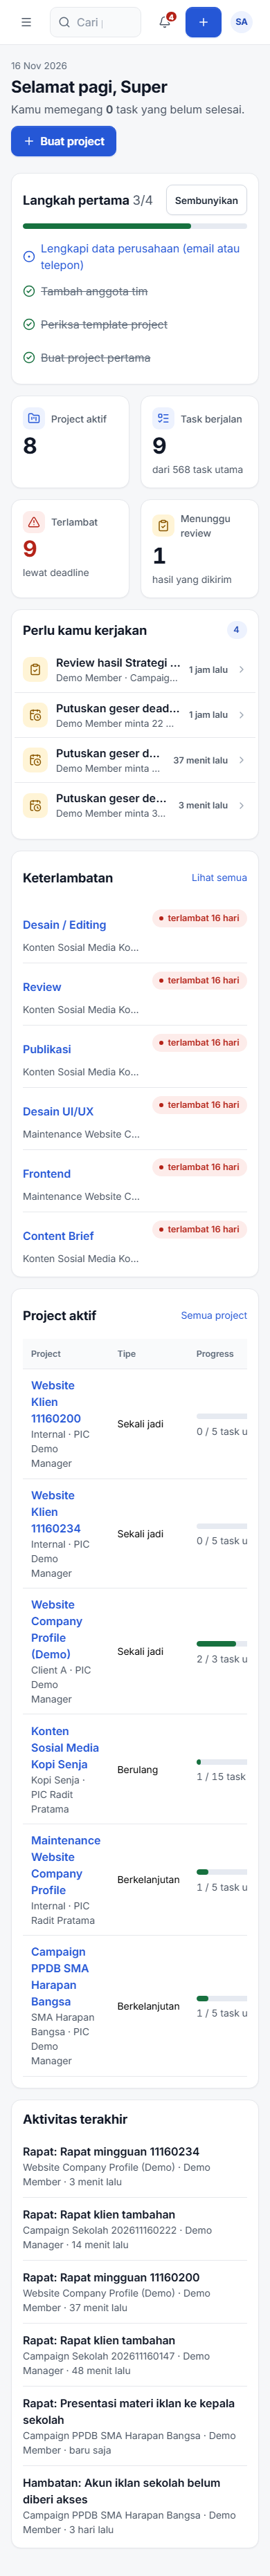 Cari
4
SA
16 Nov 2026
Selamat pagi, Super
Kamu memegang 0 task yang belum selesai.
Buat project
Langkah pertama 3/4
Sembunyikan
Lengkapi data perusahaan (email atau
telepon)
Tambah anggota tim
Periksa template project
Buat project pertama
Project aktif
8
Task berjalan
9
dari 568 task utama
Terlambat
9
lewat deadline
Menunggu
review
1
hasil yang dikirim
Perlu kamu kerjakan
4
Review hasil Strategi ...
Demo Member · Campaig...
1 jam lalu
Putuskan geser dead...
Demo Member minta 22 ...
1 jam lalu
Putuskan geser d...
Demo Member minta ...
37 menit lalu
Putuskan geser de...
Demo Member minta 3...
3 menit lalu
Keterlambatan
Lihat semua
Desain / Editing
terlambat 16 hari
Konten Sosial Media Ko...
Review
terlambat 16 hari
Konten Sosial Media Ko...
Publikasi
terlambat 16 hari
Konten Sosial Media Ko...
Desain UI/UX
terlambat 16 hari
Maintenance Website C...
Frontend
terlambat 16 hari
Maintenance Website C...
Content Brief
terlambat 16 hari
Konten Sosial Media Ko...
Project aktif
Semua project
Project Tipe Progress
Website
Klien
11160200
Internal · PIC
Demo
Manager
Sekali jadi
0 / 5 task u
Website
Klien
11160234
Internal · PIC
Demo
Manager
Sekali jadi
0 / 5 task u
Website
Company
Profile
(Demo)
Client A · PIC
Demo
Manager
Sekali jadi
2 / 3 task u
Konten
Sosial Media
Kopi Senja
Kopi Senja ·
PIC Radit
Pratama
Berulang
1 / 15 task
Maintenance
Website
Company
Profile
Internal · PIC
Radit Pratama
Berkelanjutan
1 / 5 task u
Campaign
PPDB SMA
Harapan
Bangsa
SMA Harapan
Bangsa · PIC
Demo
Manager
Berkelanjutan
1 / 5 task u
Aktivitas terakhir
Rapat: Rapat mingguan 11160234
Website Company Profile (Demo) · Demo
Member · 3 menit lalu
Rapat: Rapat klien tambahan
Campaign Sekolah 202611160222 · Demo
Manager · 14 menit lalu
Rapat: Rapat mingguan 11160200
Website Company Profile (Demo) · Demo
Member · 37 menit lalu
Rapat: Rapat klien tambahan
Campaign Sekolah 202611160147 · Demo
Manager · 48 menit lalu
Rapat: Presentasi materi iklan ke kepala
sekolah
Campaign PPDB SMA Harapan Bangsa · Demo
Member · baru saja
Hambatan: Akun iklan sekolah belum
diberi akses
Campaign PPDB SMA Harapan Bangsa · Demo
Member · 3 hari lalu